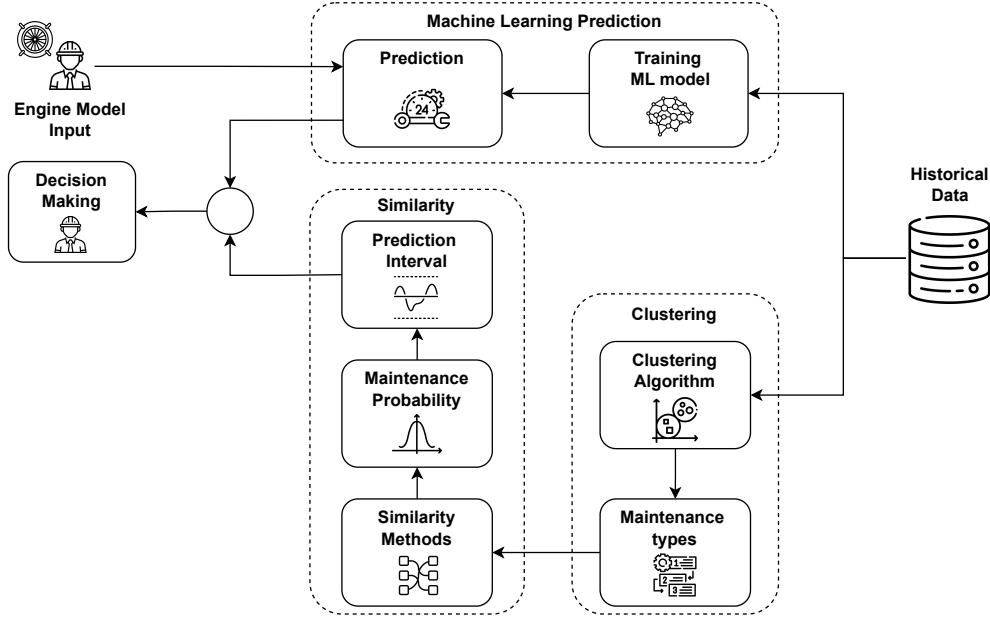 Machine Learning Prediction
Engine Model
Input
Prediction
24
Training
ML model
Historical
Data
Decision
Making
Similarity
Prediction
Interval
Maintenance
Probability
Similarity
Methods
Clustering
Clustering
Algorithm
Maintenance
types
1
2
3